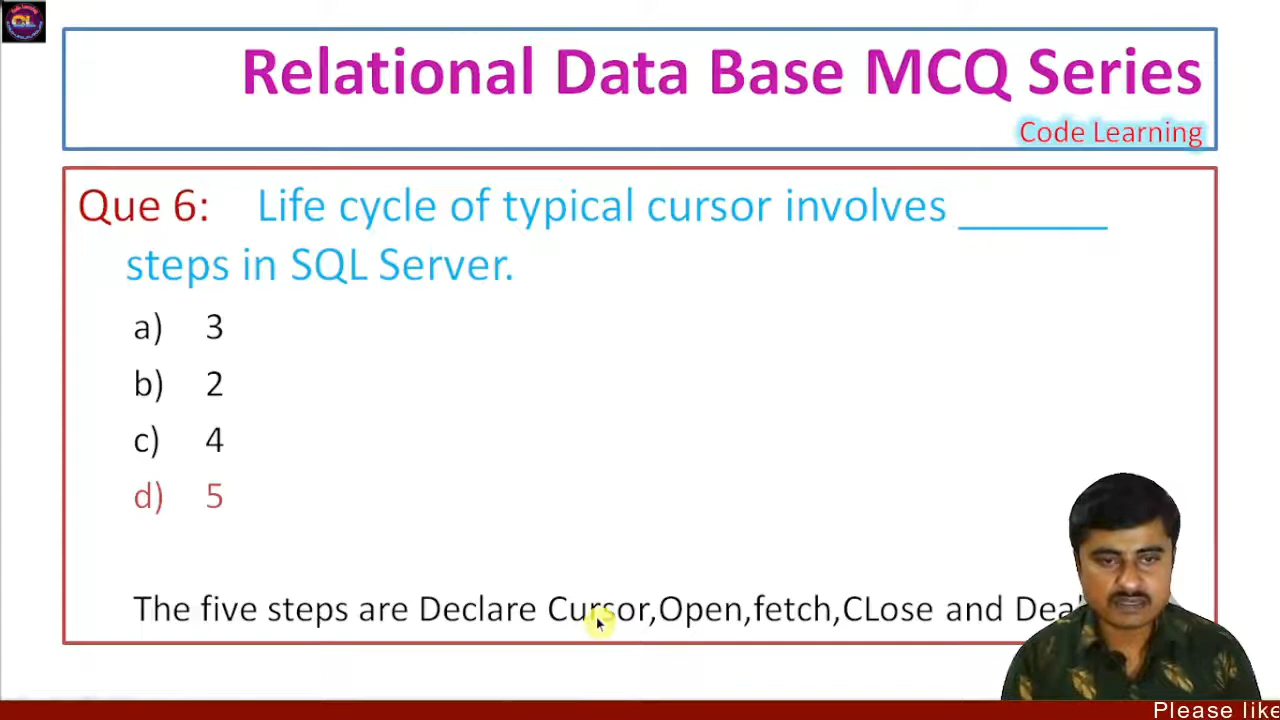 Relational Data Base MCQ Series
Code Learning
Que 6: Life cycle of typical cursor involves _______
steps in SQL Server.
a) 3
b) 2
c) 4
d) 5
The five steps are Declare Cursor,Open,fetch,CLose and
Please like